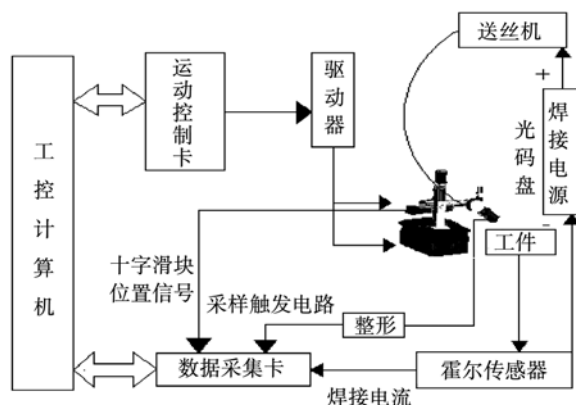 送丝机
运动控制卡
驱动器
+
焊接电源
光码盘
工控计算机
-
工件
十字滑块
位置信号
采样触发电路
整形
数据采集卡
霍尔传感器
焊接电流